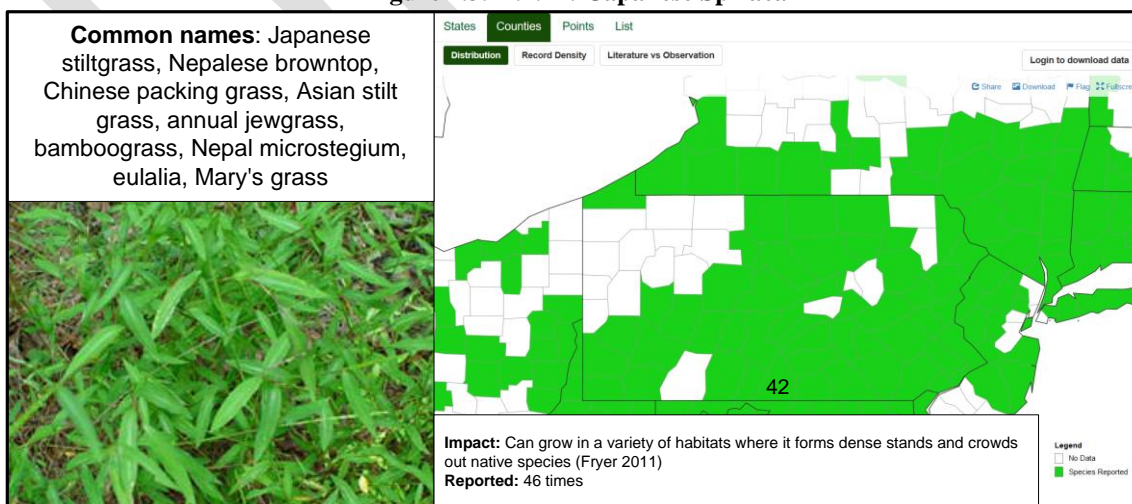 Common names: Japanese
stiltgrass, Nepalese browntop,
Chinese packing grass, Asian stilt
grass, annual jewgrass,
bamboograss, Nepal microstegium,
eulalia, Mary's grass
States Counties Points List
Distribution Record Density Literature vs Observation
Login to download data
Share Download Flag
42
Impact: Can grow in a variety of habitats where it forms dense stands and crowds
out native species (Fryer 2011)
Reported: 46 times
Legend
No Data
Species Reported